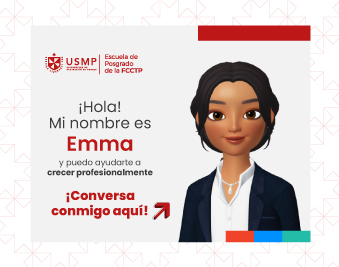 USMP
Escuela de
Posgrado
de la FCCTP
¡Hola!
Mi nombre es
Emma
y puedo ayudarte a
crecer profesionalmente
¡Conversa
conmigo aquí!